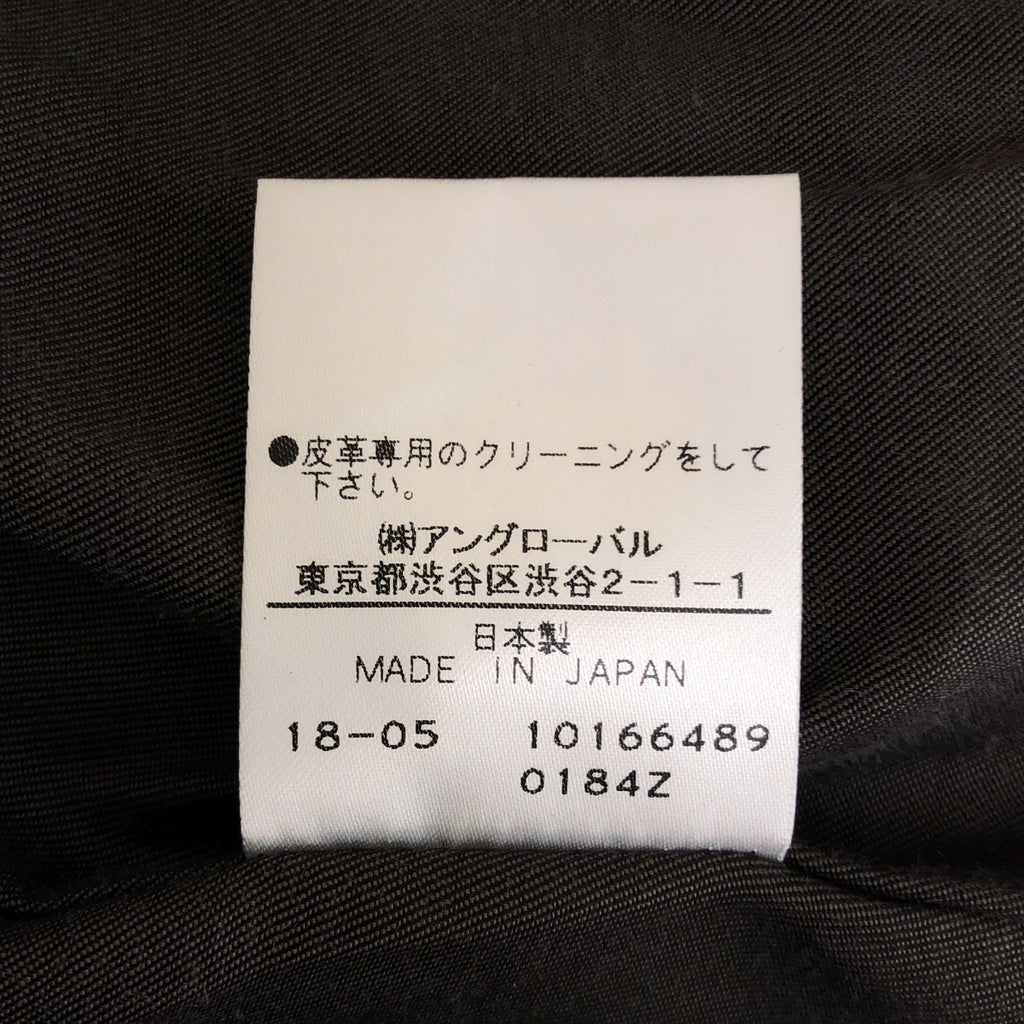 ●皮革専用のクリーニングをして
下さい。
㈱アングローバル
東京都渋谷区渋谷2-1-1
日本製
MADE IN JAPAN
18-05 10166489
0184Z